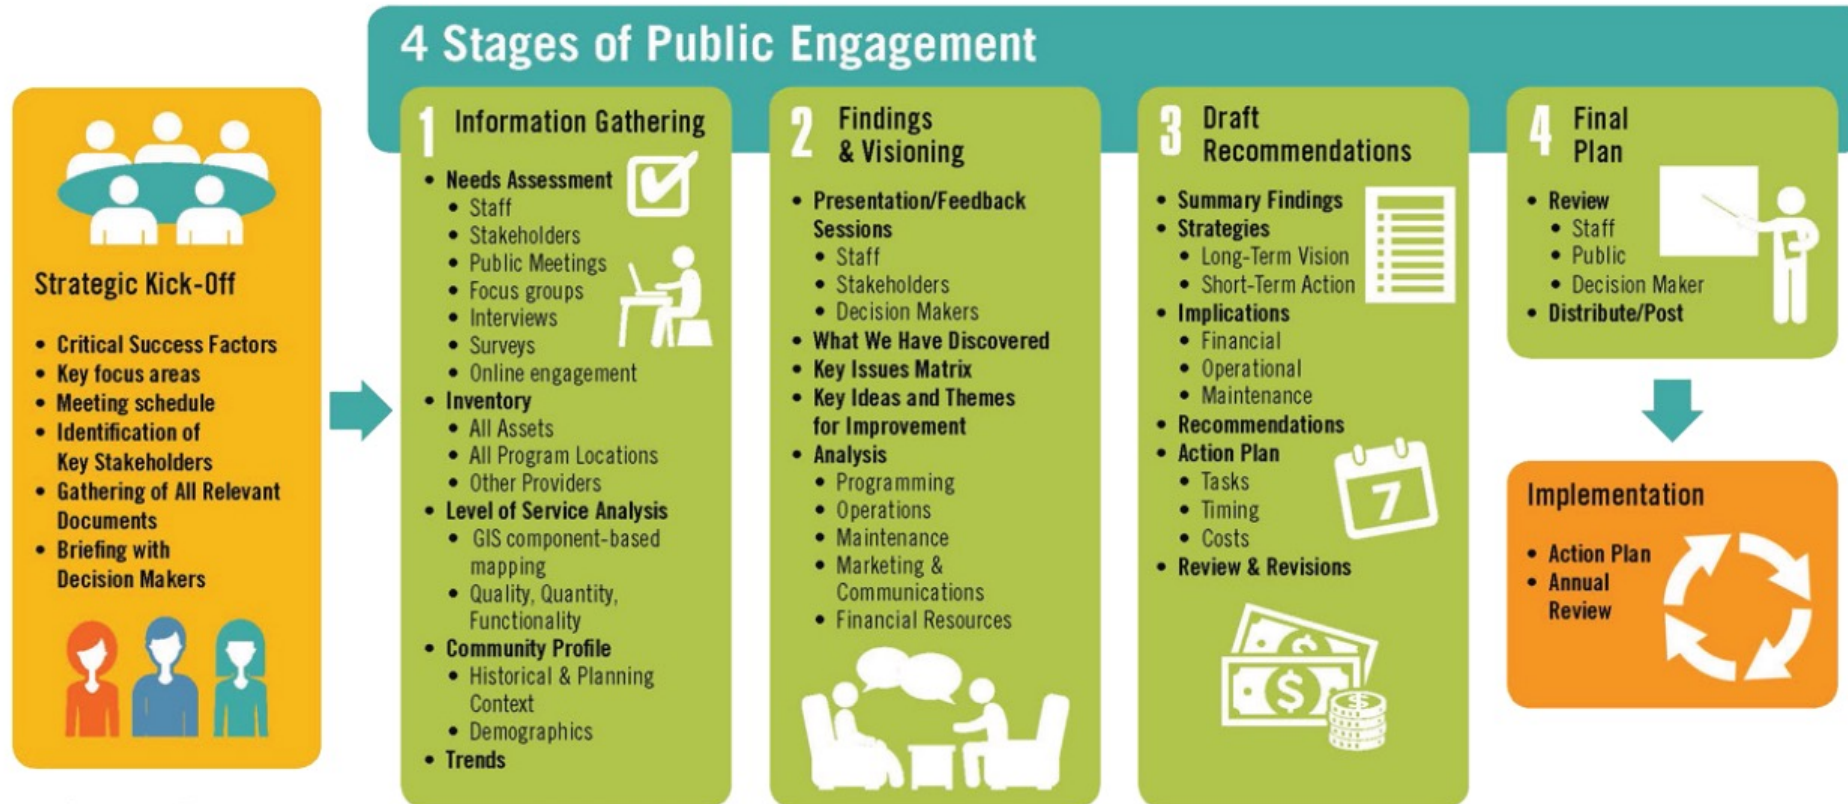 4 Stages of Public Engagement
Strategic Kick-Off
• Critical Success Factors
• Key focus areas
• Meeting schedule
• Identification of
Key Stakeholders
• Gathering of All Relevant
Documents
• Briefing with
Decision Makers
1 Information Gathering
• Needs Assessment
• Staff
• Stakeholders
• Public Meetings
• Focus groups
• Interviews
• Surveys
• Online engagement
• Inventory
• All Assets
• All Program Locations
• Other Providers
• Level of Service Analysis
• GIS component-based
mapping
• Quality, Quantity,
Functionality
• Community Profile
• Historical & Planning
Context
• Demographics
• Trends
2 Findings
& Visioning
• Presentation/Feedback
Sessions
• Staff
• Stakeholders
• Decision Makers
• What We Have Discovered
• Key Issues Matrix
• Key Ideas and Themes
for Improvement
• Analysis
• Programming
• Operations
• Maintenance
• Marketing &
Communications
• Financial Resources
3 Draft
Recommendations
• Summary Findings
• Strategies
• Long-Term Vision
• Short-Term Action
• Implications
• Financial
• Operational
• Maintenance
• Recommendations
• Action Plan
• Tasks
• Timing
• Costs
• Review & Revisions
7
$
$
$
4 Final
Plan
• Review
• Staff
• Public
• Decision Maker
• Distribute/Post
Implementation
• Action Plan
• Annual
Review